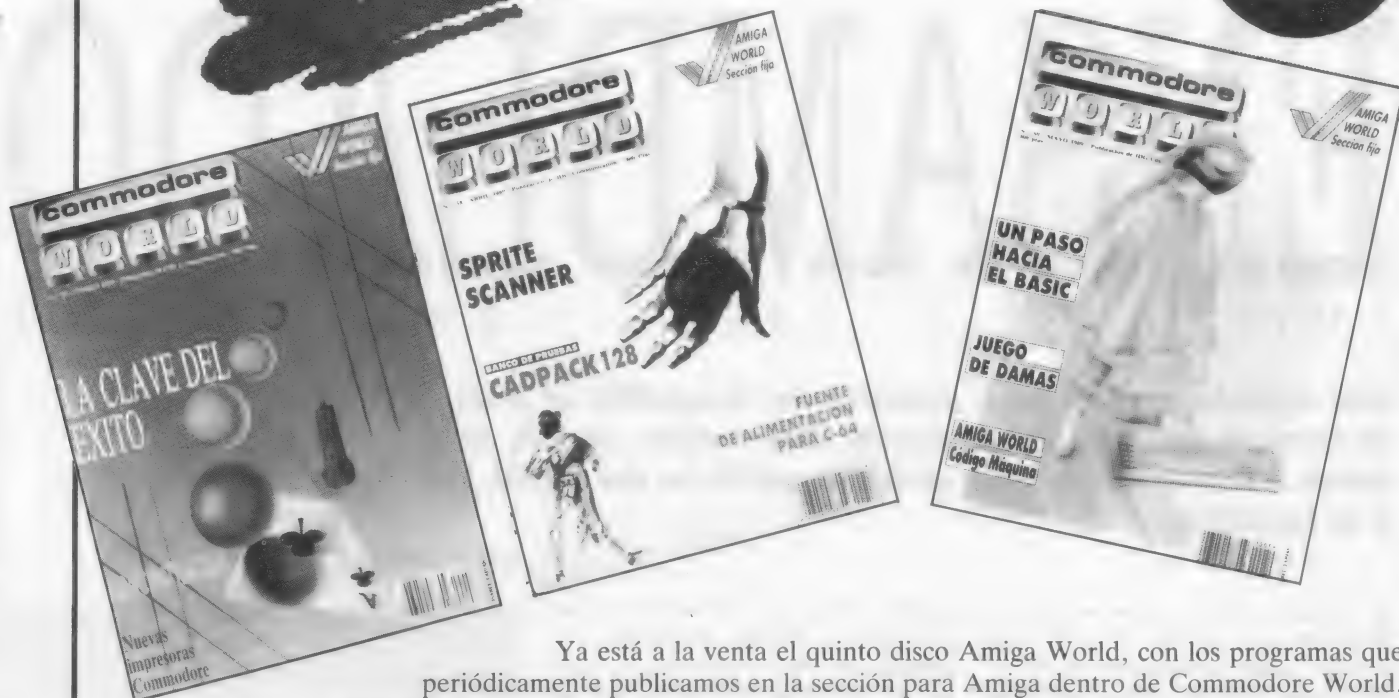 commodore
WORLD
LA CLAVE DEL
EXITO
Nuevas
impresoras
Commodore
AMIGA
WORLD
Sección fija
commodore
WORLD
SPRITE
SCANNER
BANCO DE PRUEBAS
CADPACK 128
FUENTE
DE ALIMENTACION
PARA C-64
AMIGA
WORLD
Sección fija
commodore
WORLD
UN PASO
HACIA
EL BASIC
JUEGO
DE DAMAS
AMIGA WORLD
Código Máquina
Ya está a la venta el quinto disco Amiga World, con los programas que
periódicamente publicamos en la sección para Amiga dentro de Commodore World.